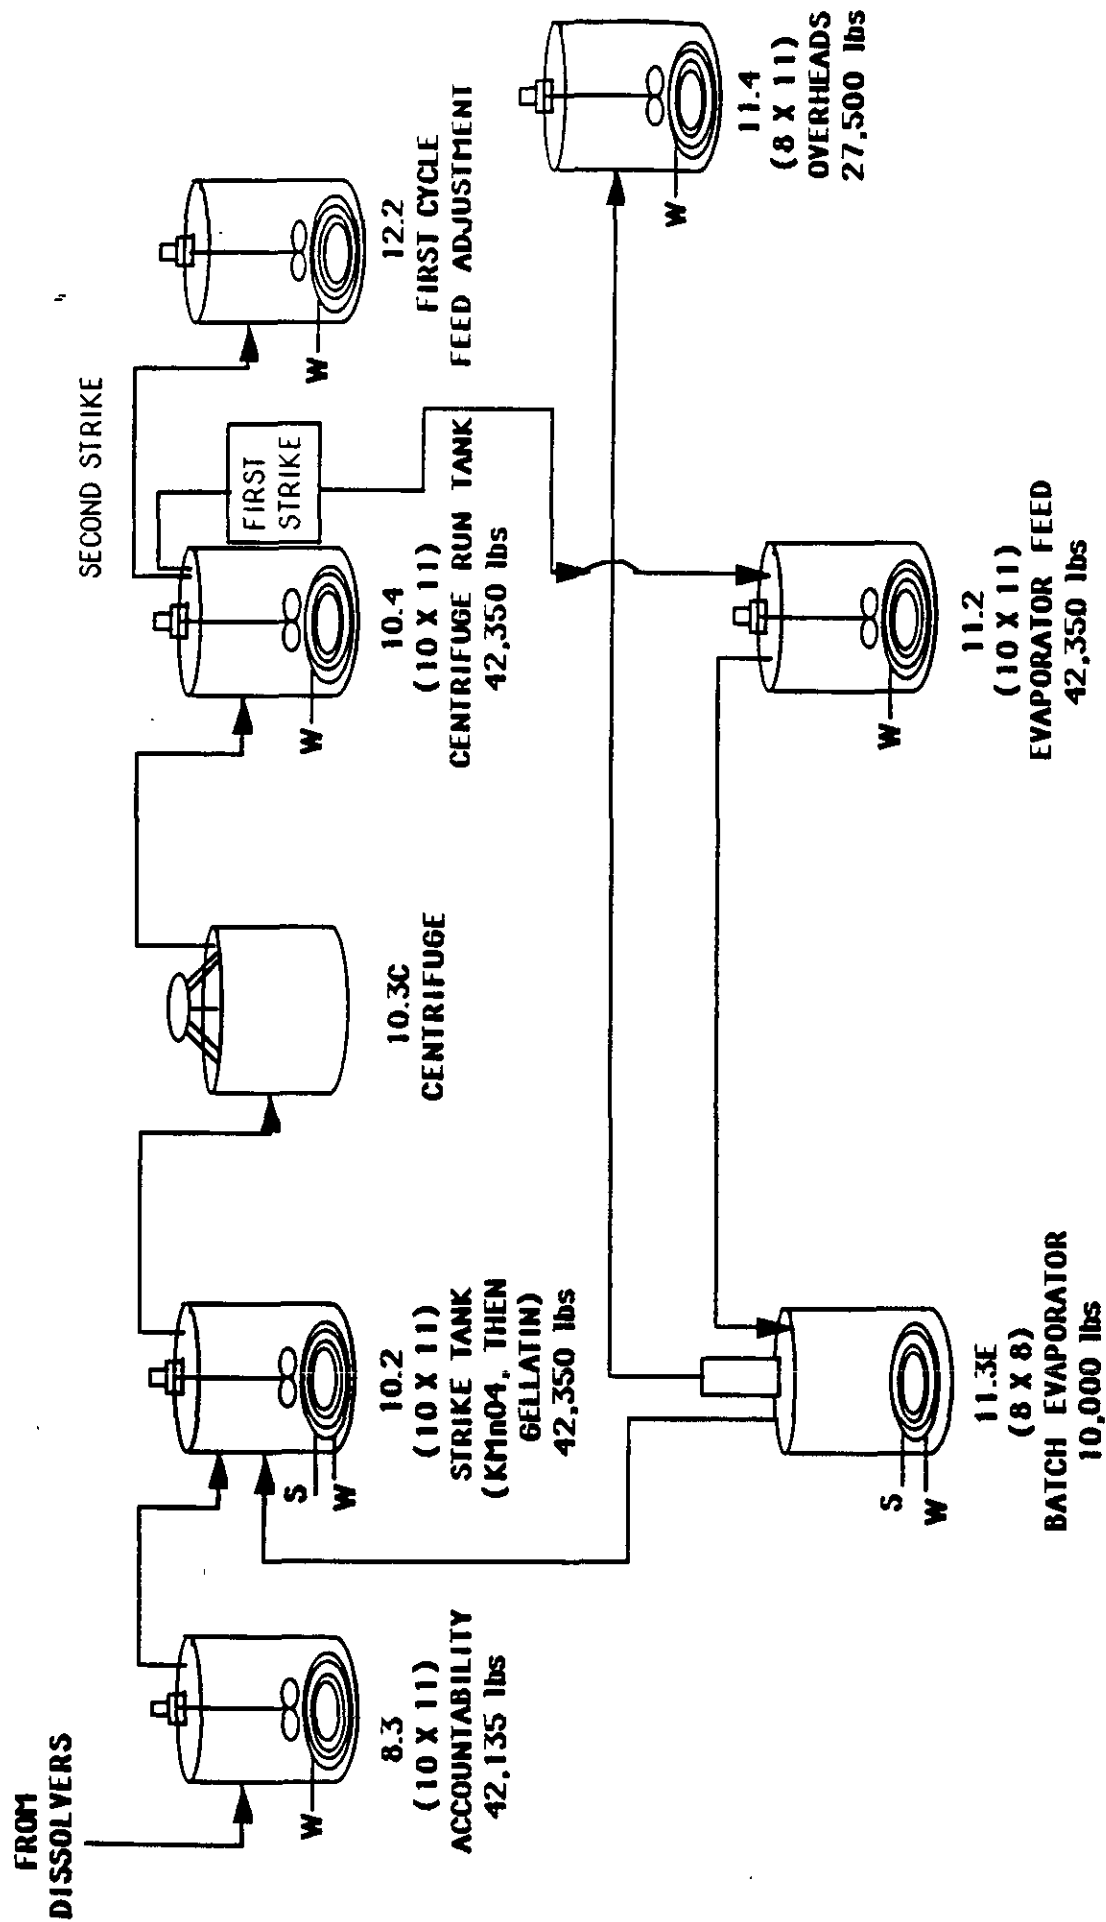 FROM
DISSOLVERS
8.3
(10 X 11)
ACCOUNTABILITY
42,135 lbs
W
10.2
(10 X 11)
STRIKE TANK
(KMnO4, THEN
GELLATIN)
42,350 lbs
S
W
10.3C
CENTRIFUGE
10.4
(10 X 11)
CENTRIFUGE RUN TANK
42,350 lbs
W
SECOND STRIKE
FIRST
STRIKE
12.2
FIRST CYCLE
FEED ADJUSTMENT
W
11.3E
(8 X 8)
BATCH EVAPORATOR
10,000 lbs
S
W
11.2
(10 X 11)
EVAPORATOR FEED
42,350 lbs
W
11.4
(8 X 11)
OVERHEADS
27,500 lbs
W